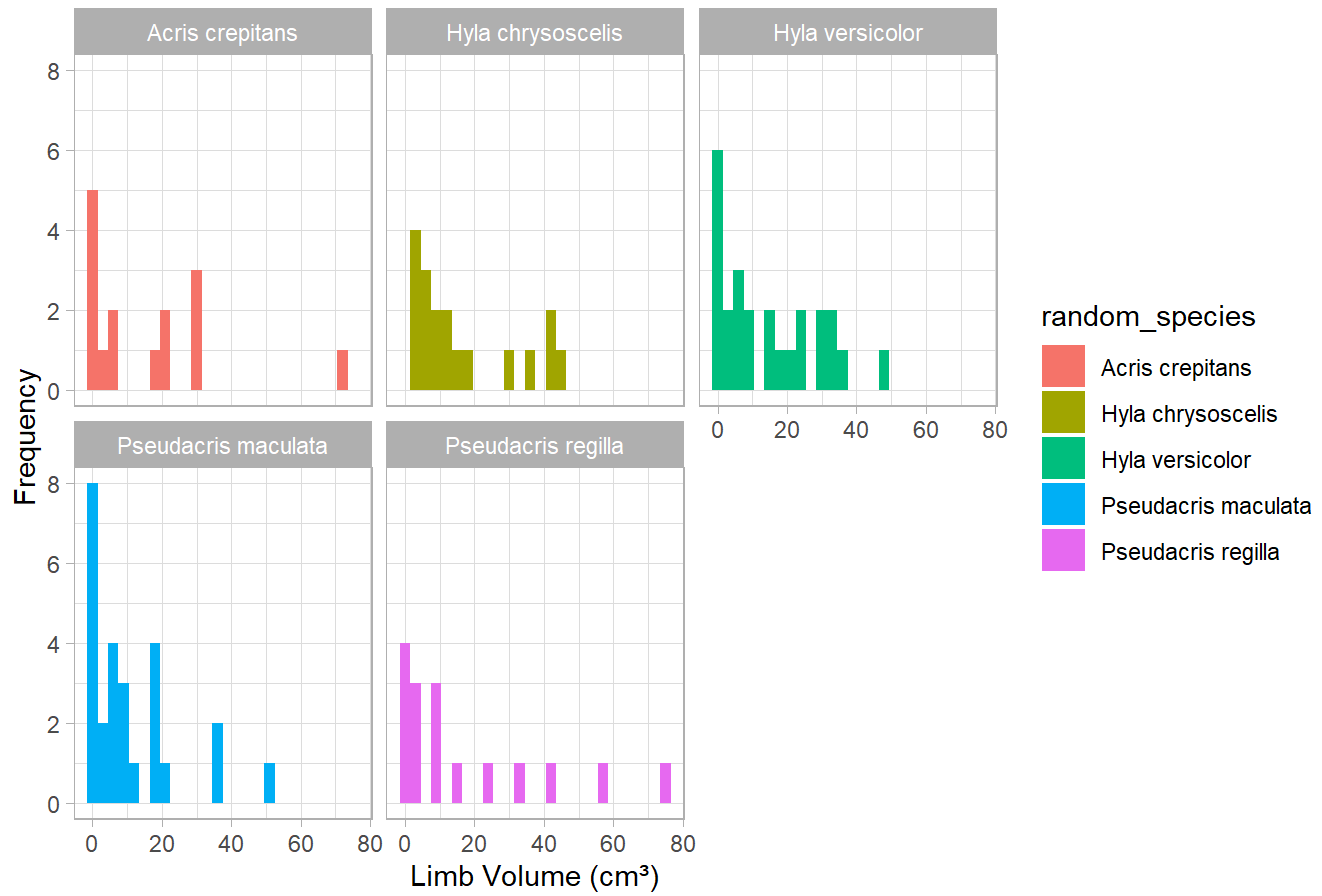 Acris crepitans
Hyla chrysoscelis
Hyla versicolor
8
6
4
2
0
0 20 40 60 80
Pseudacris maculata
Pseudacris regilla
8
6
4
2
0
0 20 40 60 80
0 20 40 60 80
Frequency
Limb Volume (cm³)
random_species
Acris crepitans
Hyla chrysoscelis
Hyla versicolor
Pseudacris maculata
Pseudacris regilla